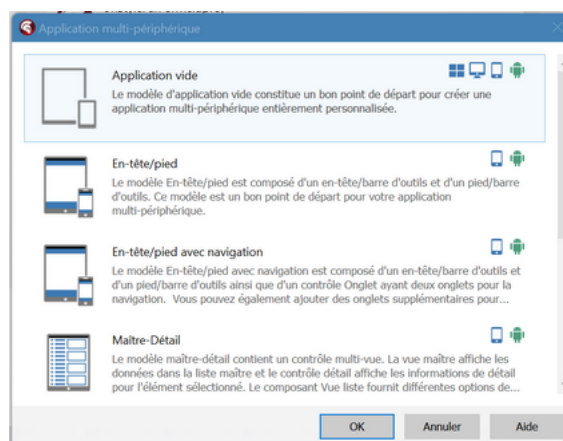 Application multi-périphérique
Application vide
Le modèle d'application vide constitue un bon point de départ pour créer une
application multi-périphérique entièrement personnalisée.
En-tête/pied
Le modèle En-tête/pied est composé d'un en-tête/barre d'outils et d'un pied/barre
d'outils. Ce modèle est un bon point de départ pour votre application
multi-périphérique.
En-tête/pied avec navigation
Le modèle En-tête/pied avec navigation est composé d'un en-tête/barre d'outils et
d'un pied/barre d'outils ainsi que d'un contrôle Onglet ayant deux onglets pour la
navigation. Vous pouvez également ajouter des onglets supplémentaires pour...
Maître-Détail
Le modèle maître-détail contient un contrôle multi-vue. La vue maître affiche les
données dans la liste maître et le contrôle détail affiche les informations de détail
pour l'élément sélectionné. Le composant Vue liste fournit différentes options de...
OK
Annuler
Aide